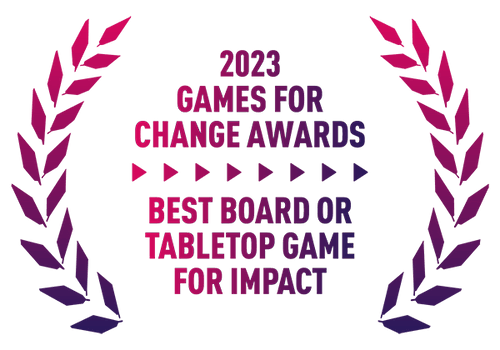 2023
GAMES FOR
CHANGE AWARDS
BEST BOARD OR
TABLETOP GAME
FOR IMPACT